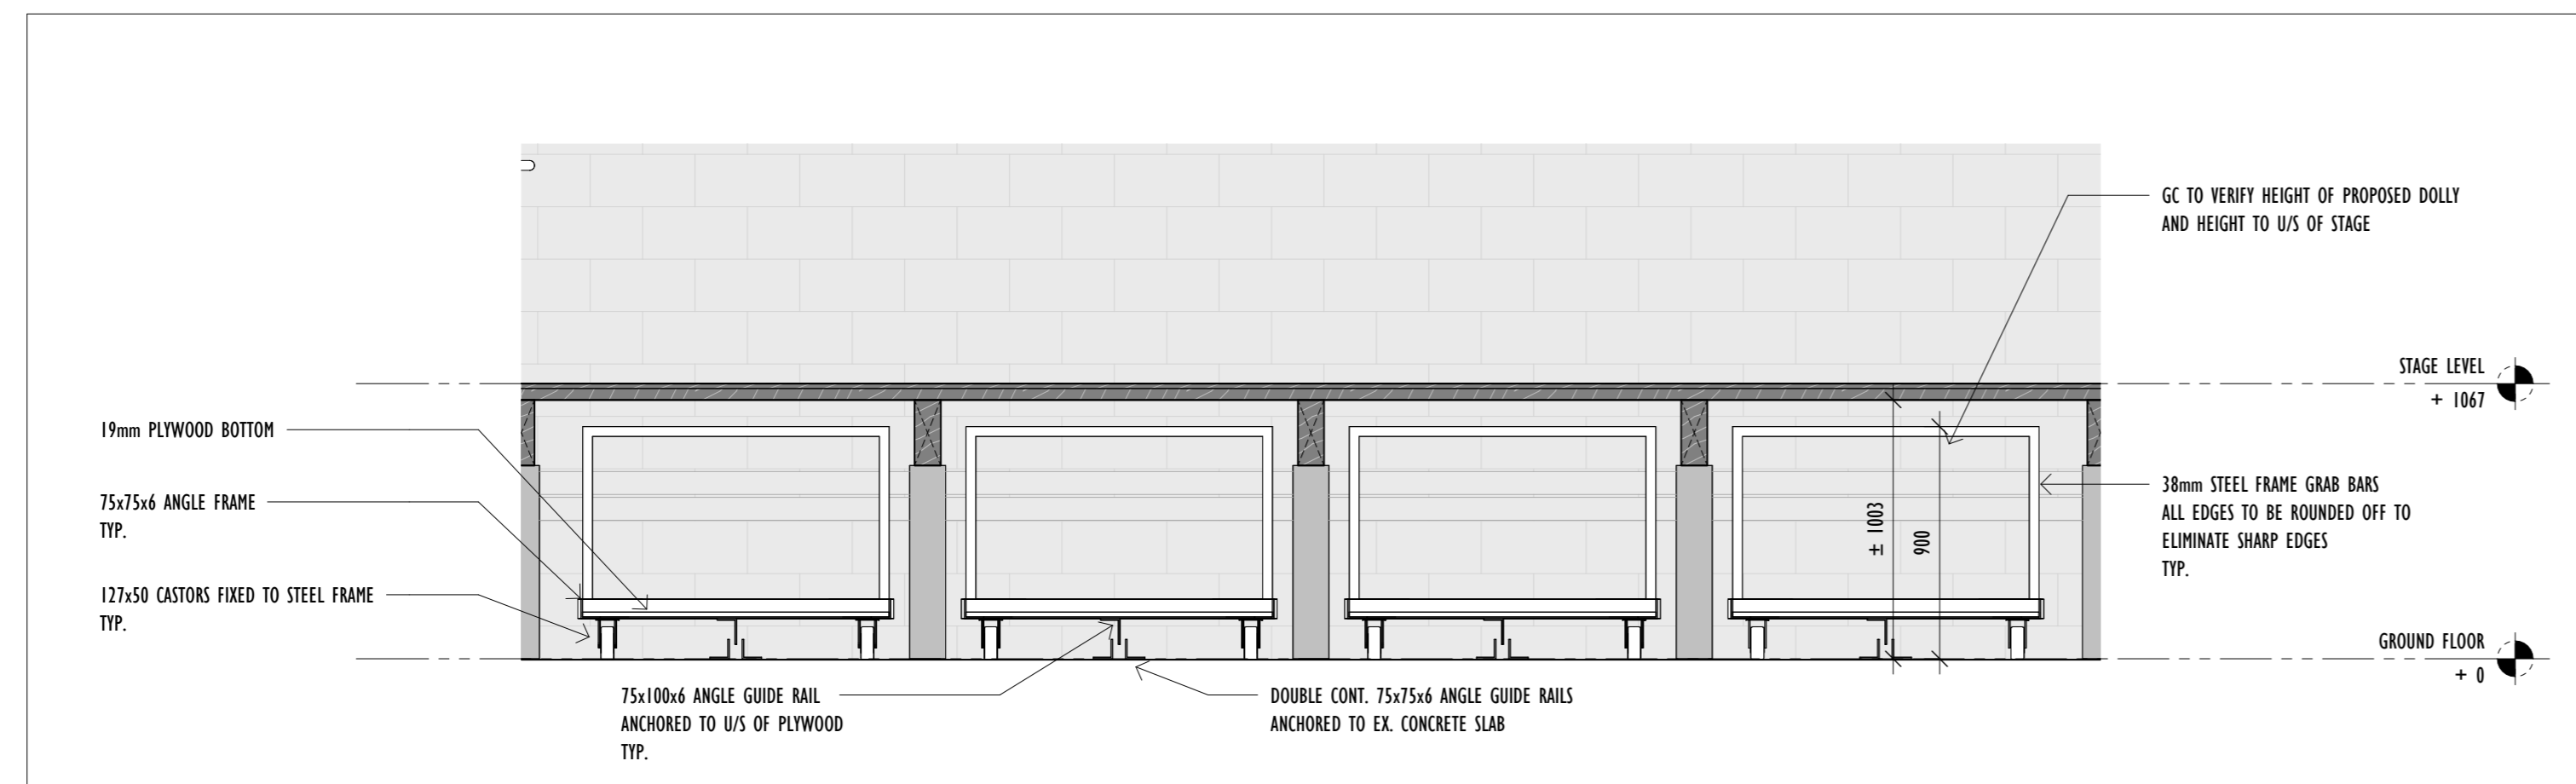 GC TO VERIFY HEIGHT OF PROPOSED DOLLY
AND HEIGHT TO U/S OF STAGE
STAGE LEVEL
+ 1067
19mm PLYWOOD BOTTOM
75x75x6 ANGLE FRAME
TYP.
38mm STEEL FRAME GRAB BARS
ALL EDGES TO BE ROUNDED OFF TO
ELIMINATE SHARP EDGES
TYP.
± 1003
900
127x50 CASTORS FIXED TO STEEL FRAME
TYP.
GROUND FLOOR
+ 0
75x100x6 ANGLE GUIDE RAIL
ANCHORED TO U/S OF PLYWOOD
TYP.
DOUBLE CONT. 75x75x6 ANGLE GUIDE RAILS
ANCHORED TO EX. CONCRETE SLAB